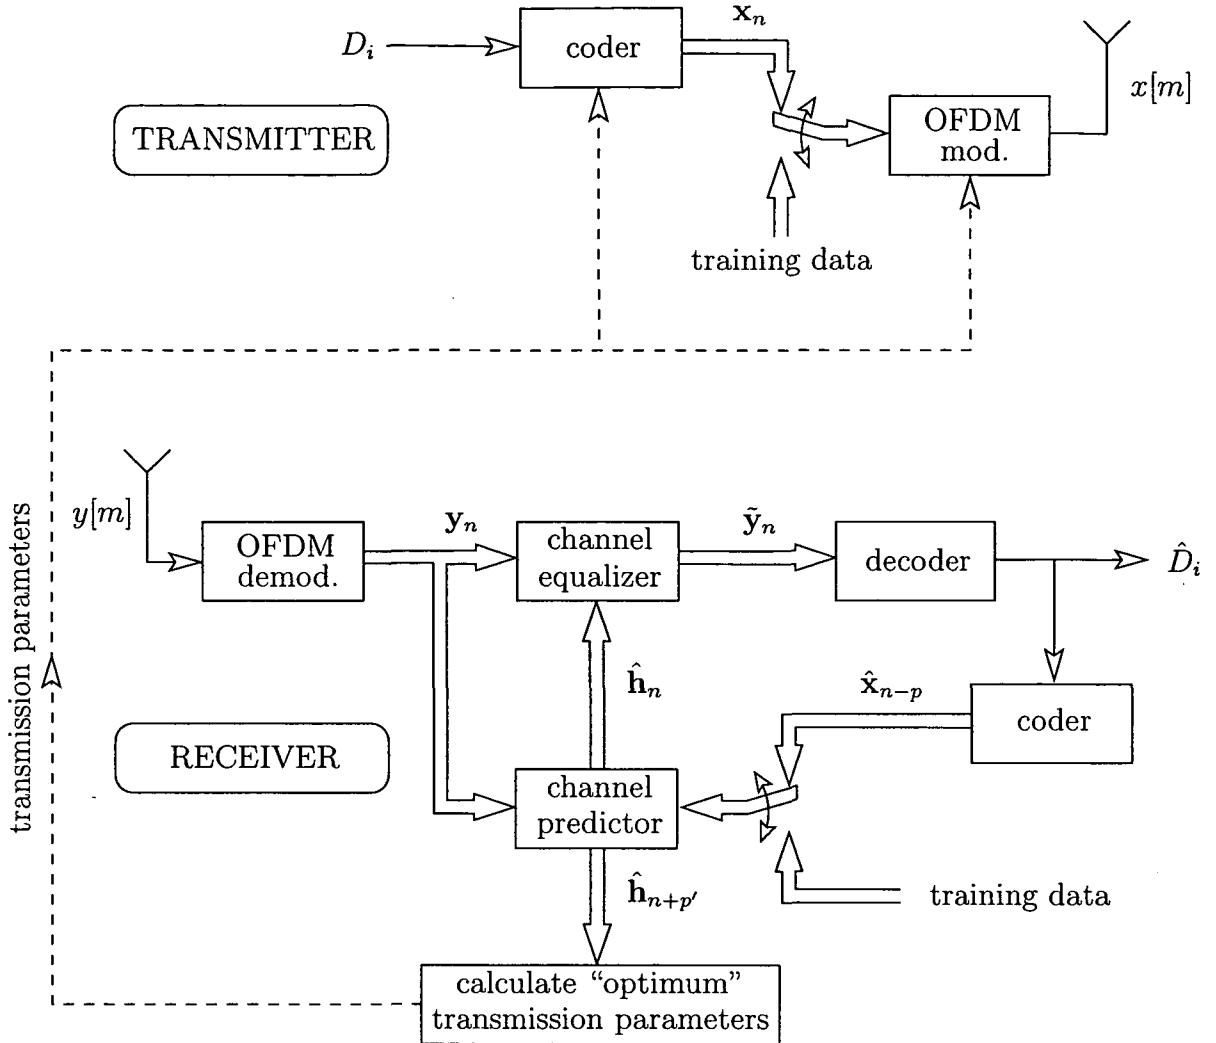 x_n
D_i
coder
x[m]
TRANSMITTER
OFDM
mod.
training data
y[m]
y_n
ỹ_n
OFDM
demod.
channel
equalizer
decoder
D̂_i
transmission parameters
ĥ_n
x̂_{n−p}
coder
RECEIVER
channel
predictor
ĥ_{n+p′}
training data
calculate “optimum”
transmission parameters